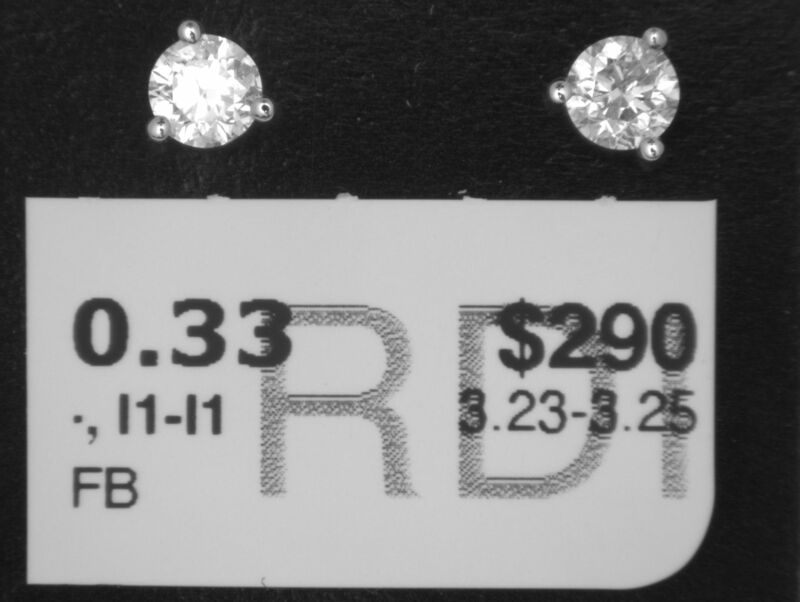 0.33 $290
·, I1-I1 3.23-3.25
FB
RDI